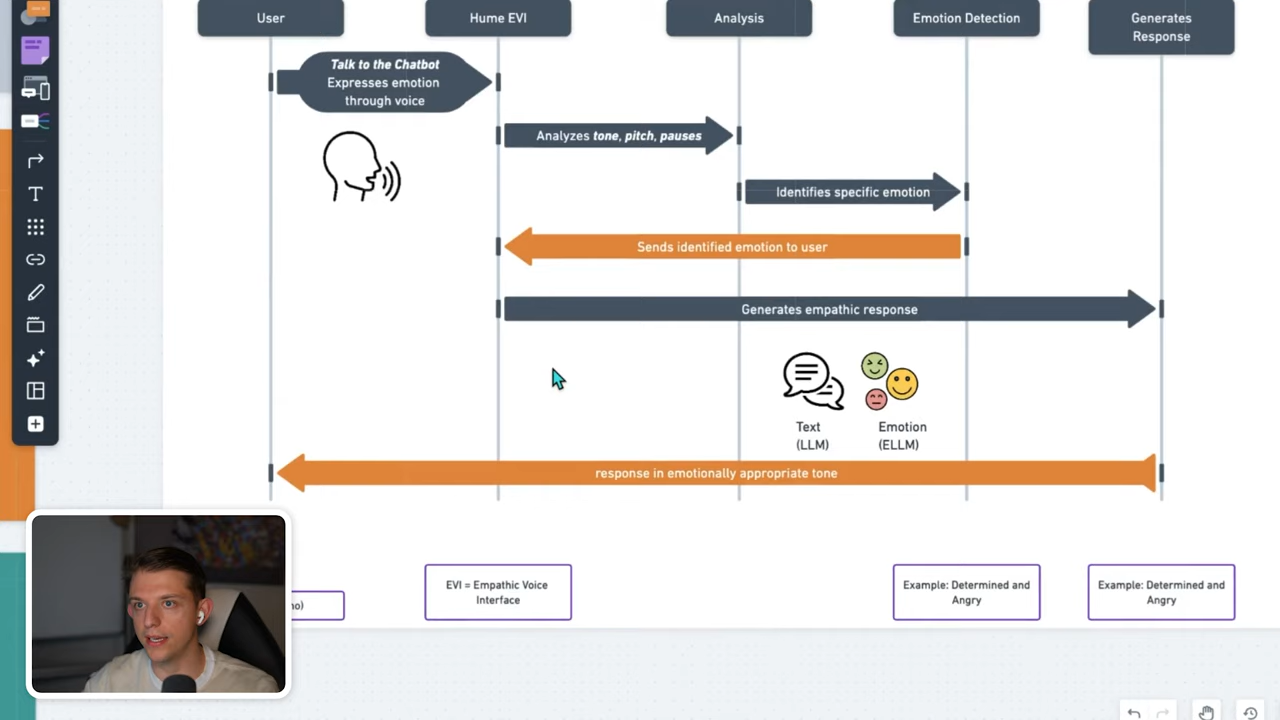 User
Hume EVI
Analysis
Emotion Detection
Generates
Response
Talk to the Chatbot
Expresses emotion
through voice
Analyzes tone, pitch, pauses
Identifies specific emotion
Sends identified emotion to user
Generates empathic response
Text
(LLM)
Emotion
(ELLM)
response in emotionally appropriate tone
EVI = Empathic Voice
Interface
Example: Determined and
Angry
Example: Determined and
Angry